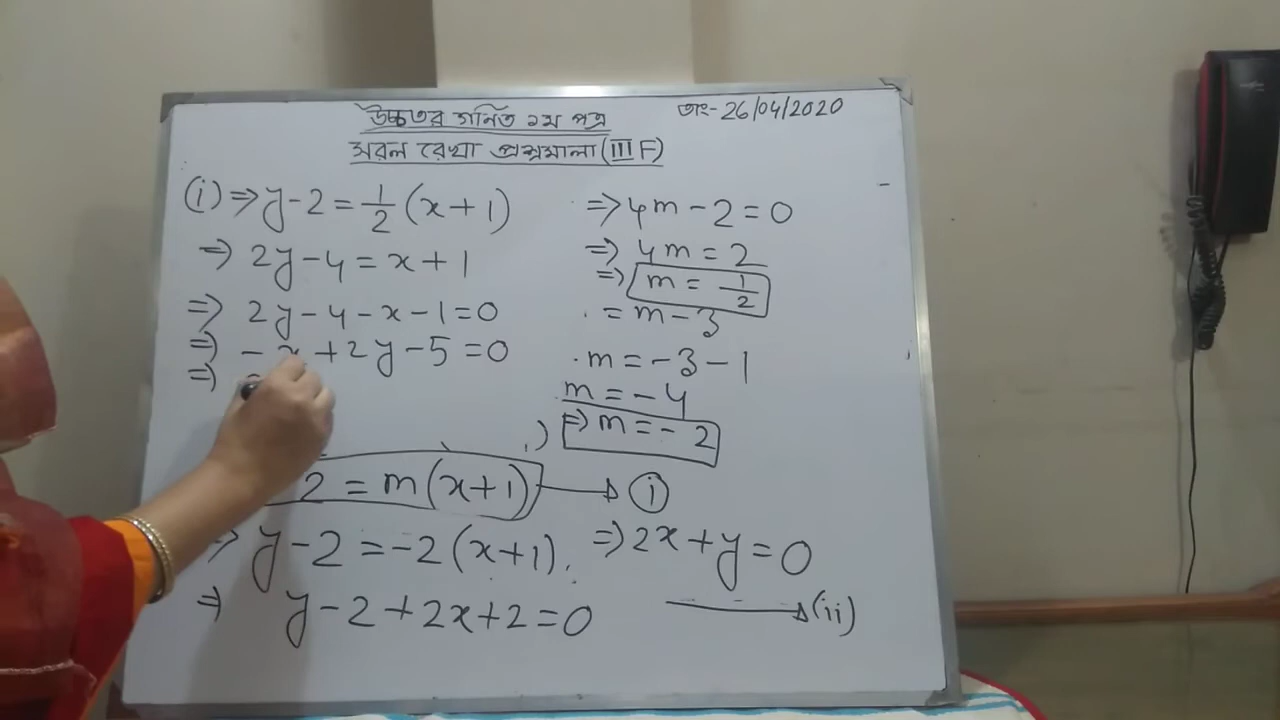 উচ্চতর গনিত ১ম পত্র
তাং- 26/04/2020
সরল রেখা প্রশ্নমালা (III F)
(i) ⇒ y-2 = 1/2 (x+1)
⇒ 2y-4 = x+1
⇒ 2y-4-x-1=0
⇒ -x+2y-5=0
⇒
⇒ 4m-2=0
⇒ 4m=2
⇒ m = 1/2
= m-3
m = -3-1
m = -4
⇒ m = -2
2 = m(x+1) → (i)
⇒ y-2 = -2(x+1)
⇒ y-2+2x+2=0
⇒ 2x+y=0
→ (ii)